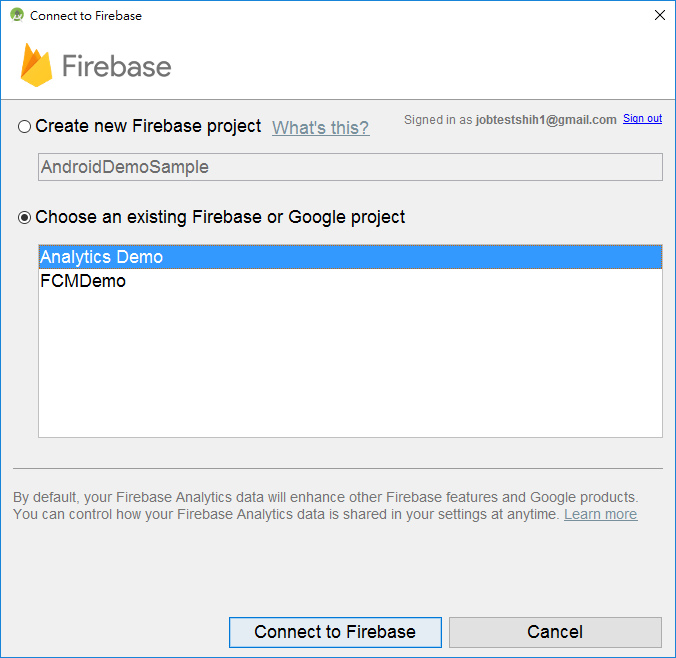 Connect to Firebase
Firebase
Create new Firebase project What's this? Signed in as jobtestshih1@gmail.com Sign out
AndroidDemoSample
Choose an existing Firebase or Google project
Analytics Demo
FCMDemo
By default, your Firebase Analytics data will enhance other Firebase features and Google products.
You can control how your Firebase Analytics data is shared in your settings at anytime. Learn more
Connect to Firebase Cancel